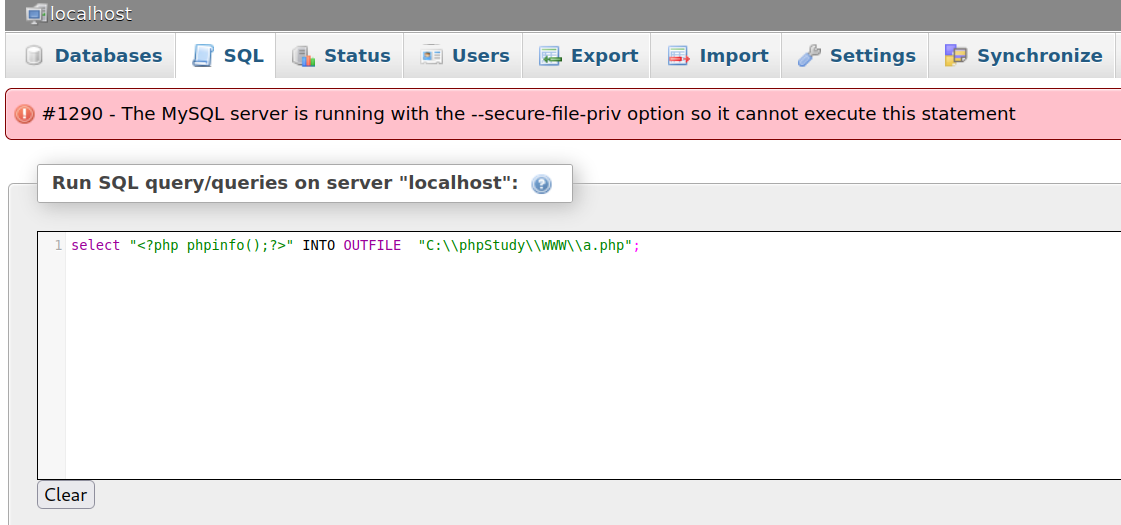 localhost
Databases SQL Status Users Export Import Settings Synchronize
#1290 - The MySQL server is running with the --secure-file-priv option so it cannot execute this statement
Run SQL query/queries on server "localhost":
1 select "<?php phpinfo();?>" INTO OUTFILE  "C:\\phpStudy\\WWW\\a.php";
Clear